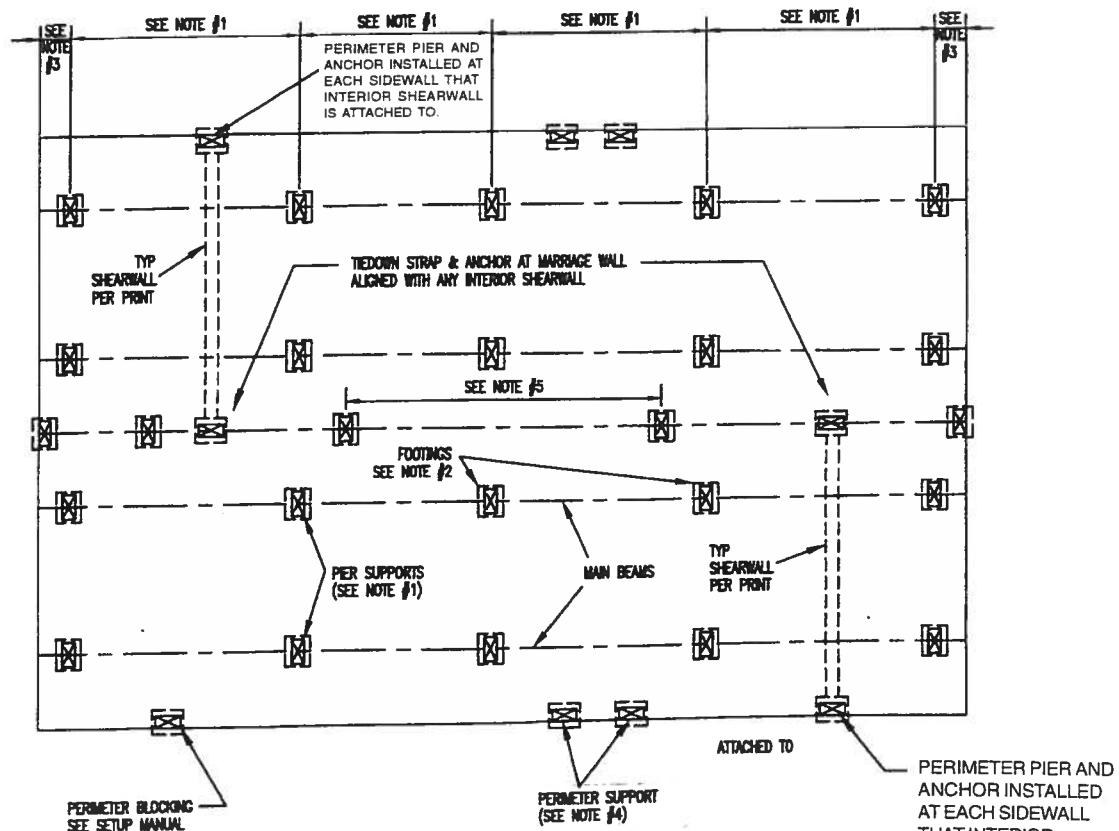 SEE NOTE #1
SEE NOTE #1
SEE NOTE #1
SEE NOTE #1
SEE
NOTE
#3
SEE
NOTE
#3
PERIMETER PIER AND
ANCHOR INSTALLED AT
EACH SIDEWALL THAT
INTERIOR SHEARWALL
IS ATTACHED TO.
TYP
SHEARWALL
PER PRINT
TIEDOWN STRAP & ANCHOR AT MARRIAGE WALL
ALIGNED WITH ANY INTERIOR SHEARWALL
SEE NOTE #5
FOOTINGS
SEE NOTE #2
PIER SUPPORTS
(SEE NOTE #1)
MAIN BEAMS
TYP
SHEARWALL
PER PRINT
ATTACHED TO
PERIMETER BLOCKING
SEE SETUP MANUAL
PERIMETER SUPPORT
(SEE NOTE #4)
PERIMETER PIER AND
ANCHOR INSTALLED
AT EACH SIDEWALL
THAT INTERIOR